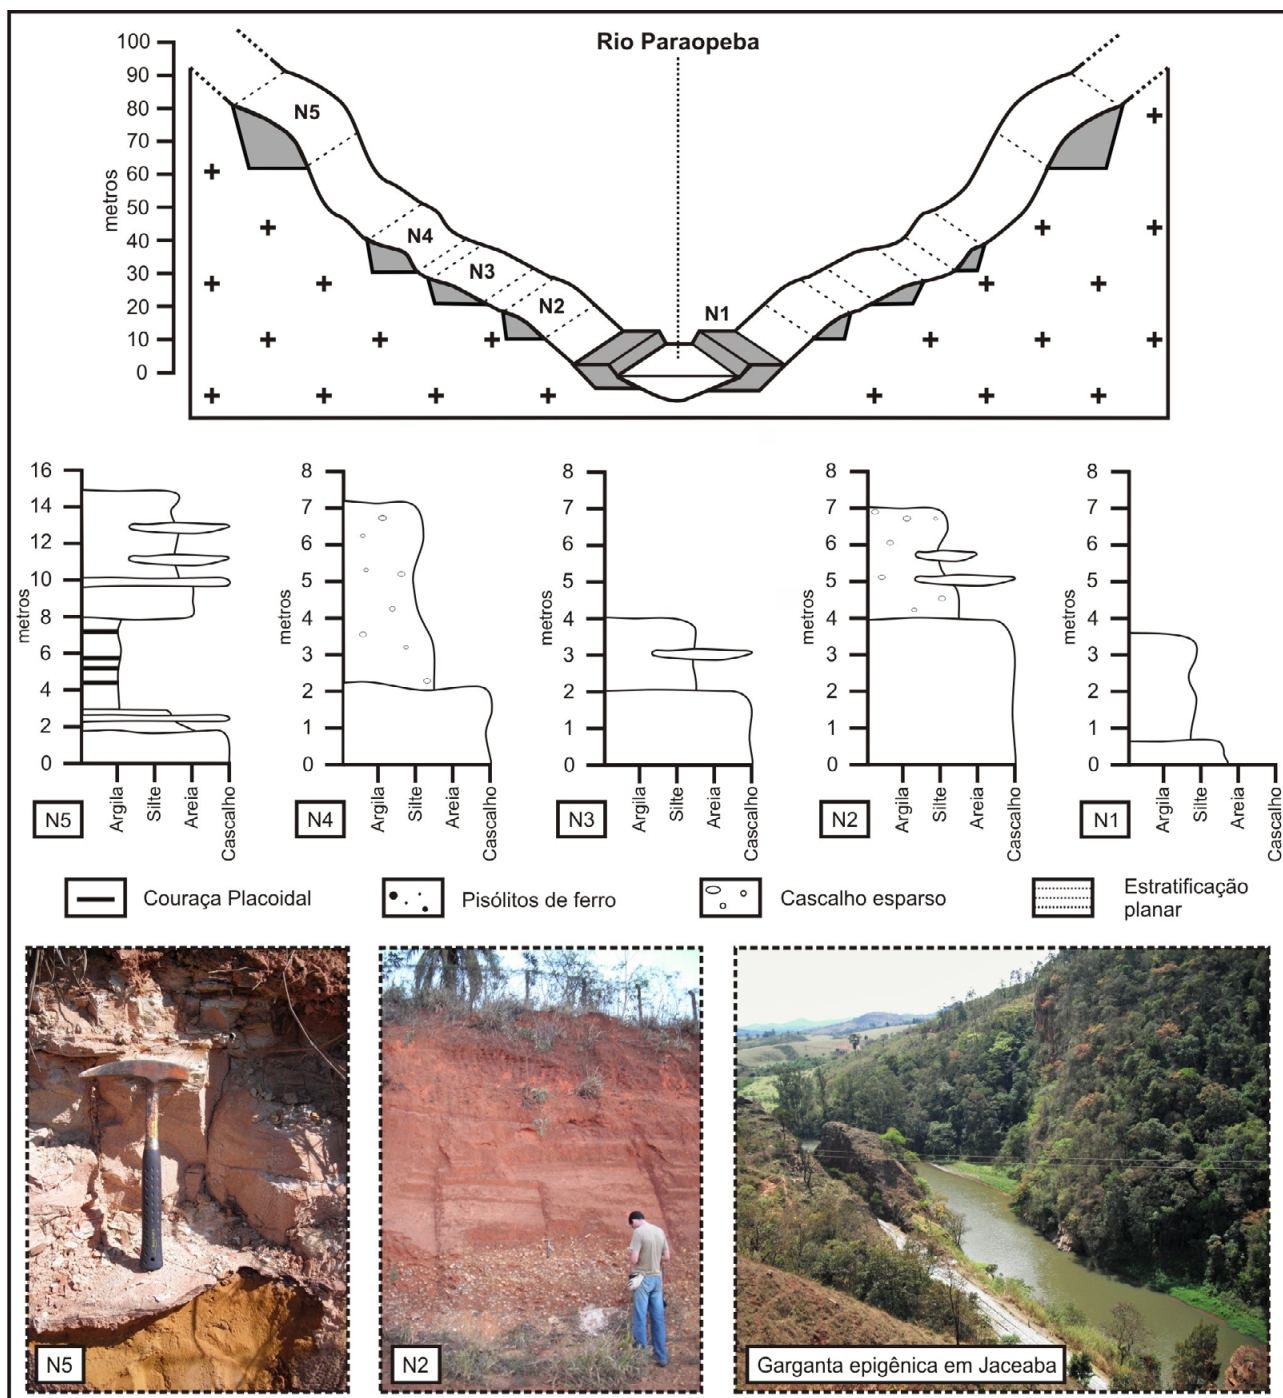 Rio Paraopeba
100
90
80
70
60
50
40
30
20
10
0
metros
N5
N4
N3
N2
N1
16
14
12
10
8
6
4
2
0
metros
Argila
Silte
Areia
Cascalho
N5
8
7
6
5
4
3
2
1
0
metros
Argila
Silte
Areia
Cascalho
N4
8
7
6
5
4
3
2
1
0
metros
Argila
Silte
Areia
Cascalho
N3
8
7
6
5
4
3
2
1
0
metros
Argila
Silte
Areia
Cascalho
N2
8
7
6
5
4
3
2
1
0
metros
Argila
Silte
Areia
Cascalho
N1
Couraça Placoidal
Pisólitos de ferro
Cascalho esparso
Estratificação
planar
N5
N2
Garganta epigênica em Jaceaba